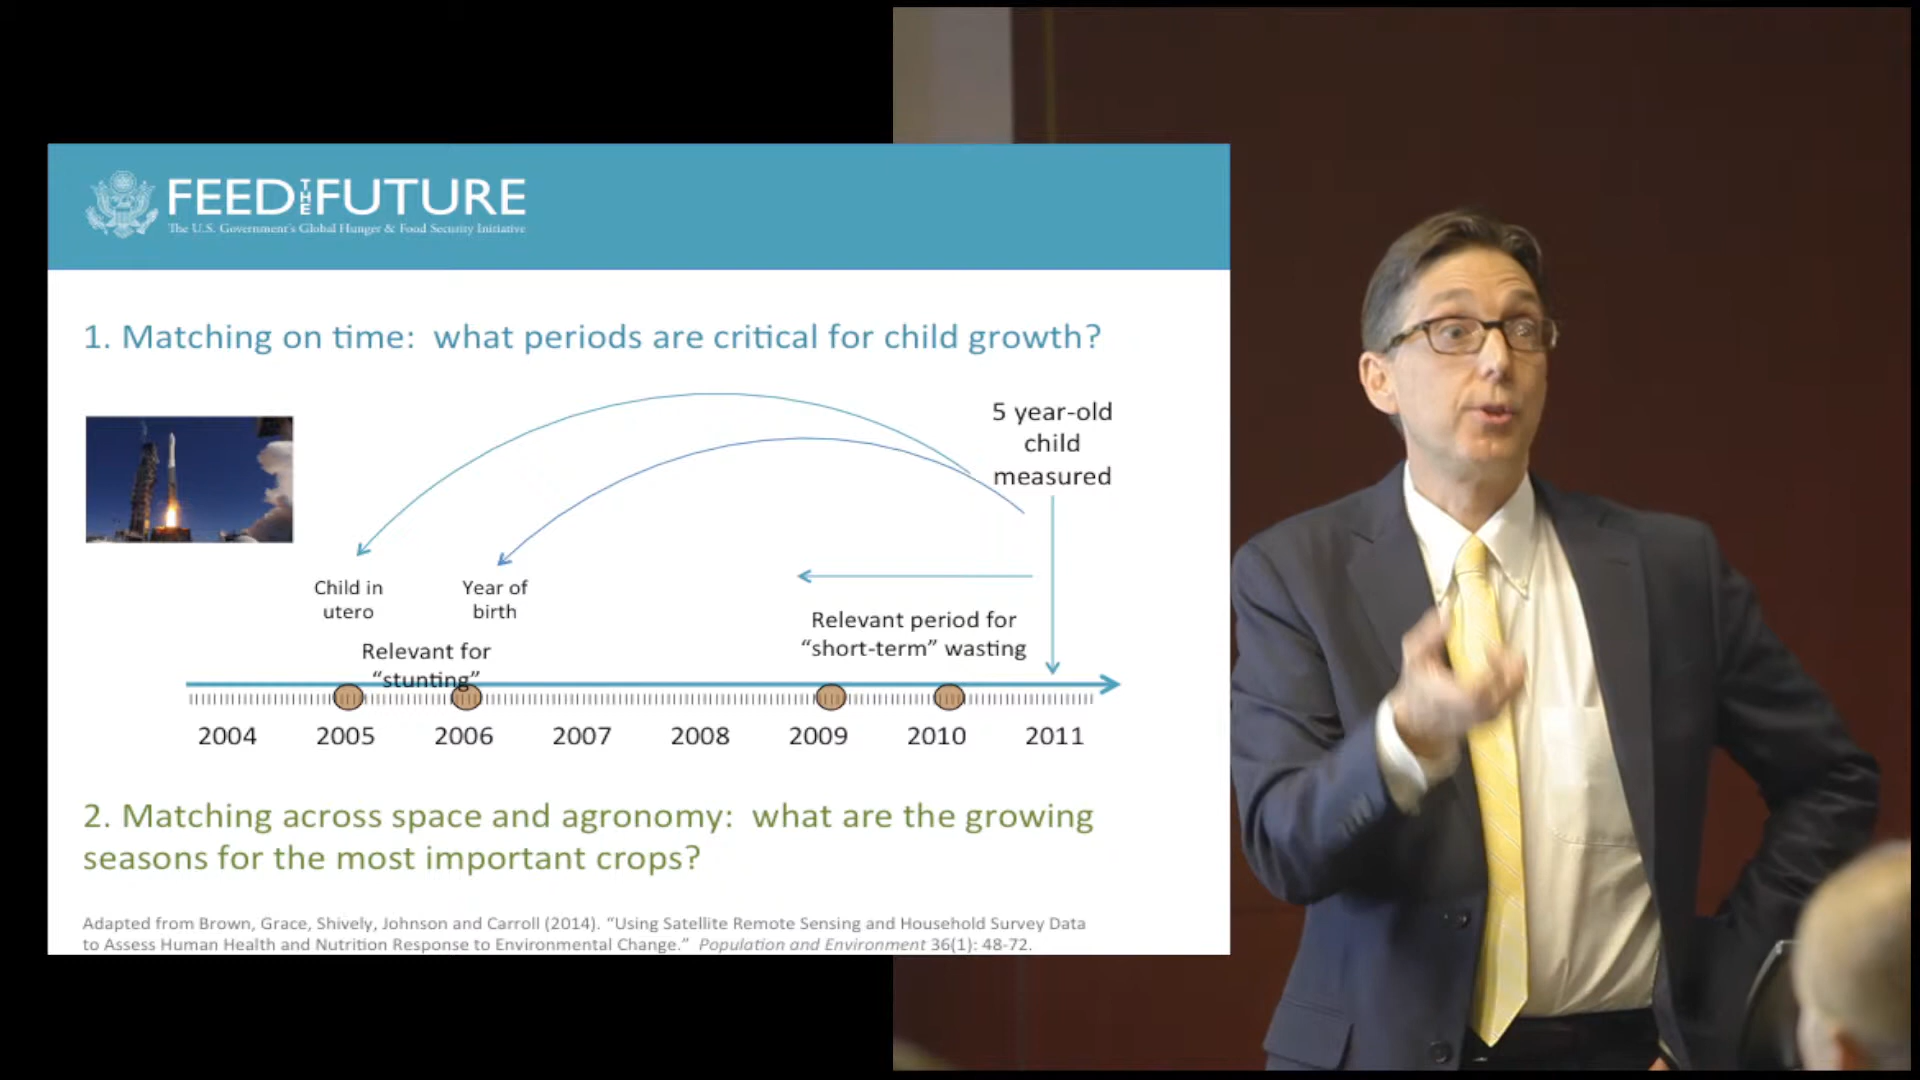 FEED THE FUTURE
The U.S. Government's Global Hunger & Food Security Initiative
1. Matching on time: what periods are critical for child growth?
5 year-old
child
measured
Child in
utero
Year of
birth
Relevant for
“stunting”
Relevant period for
“short-term” wasting
2004 2005 2006 2007 2008 2009 2010 2011
2. Matching across space and agronomy: what are the growing
seasons for the most important crops?
Adapted from Brown, Grace, Shively, Johnson and Carroll (2014). “Using Satellite Remote Sensing and Household Survey Data
to Assess Human Health and Nutrition Response to Environmental Change.” Population and Environment 36(1): 48-72.